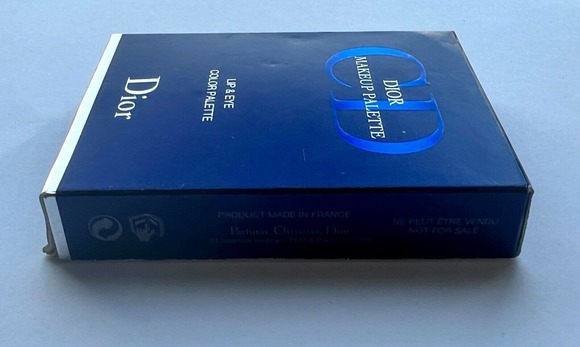 CD
DIOR
MAKEUP PALETTE
LIP & EYE
COLOR PALETTE
Dior
PRODUCT MADE IN FRANCE
Parfums Christian Dior
NE PEUT ÊTRE VENDU
NOT FOR SALE